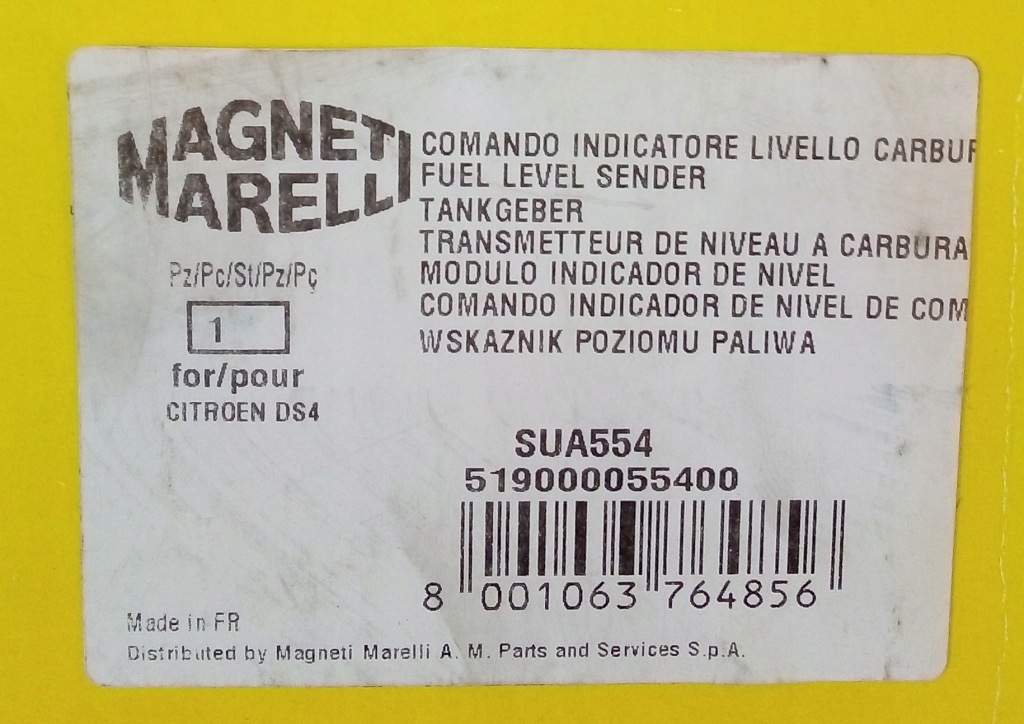 MAGNETI
MARELLI
COMANDO INDICATORE LIVELLO CARBUR
FUEL LEVEL SENDER
TANKGEBER
TRANSMETTEUR DE NIVEAU A CARBURA
MODULO INDICADOR DE NIVEL
COMANDO INDICADOR DE NIVEL DE COM
WSKAZNIK POZIOMU PALIWA
Pz/Pc/St/Pz/Pç
1
for/pour
CITROEN DS4
SUA554
519000055400
8 001063 764856
Made in FR
Distributed by Magneti Marelli A. M. Parts and Services S.p.A.